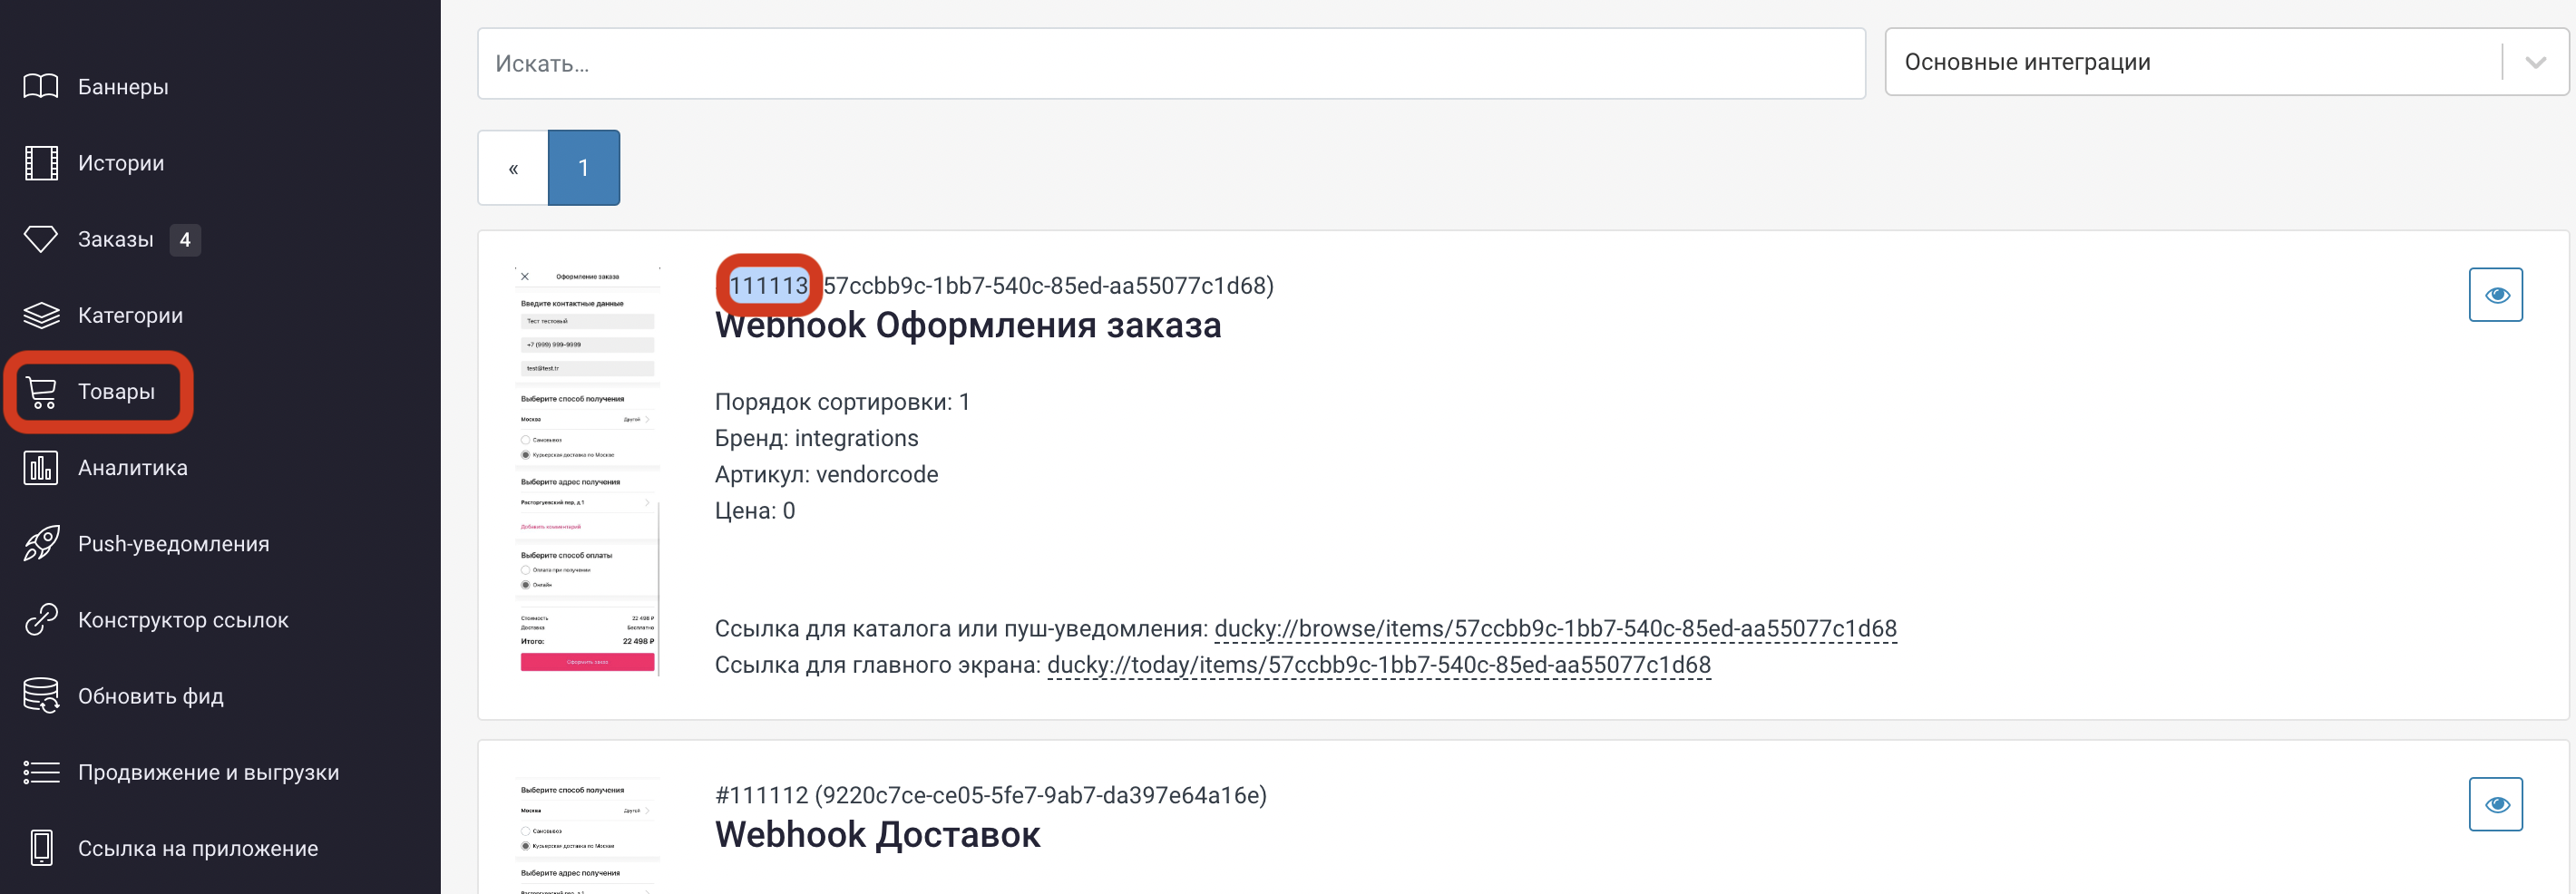 Баннеры
Истории
Заказы 4
Категории
Товары
Аналитика
Push-уведомления
Конструктор ссылок
Обновить фид
Продвижение и выгрузки
Ссылка на приложение
Искать...
Основные интеграции
« 1
Оформление заказа
Введите контактные данные
Тест тестовый
+7 (999) 999-9999
test@test.tr
Выберите способ получения
Москва Другой
Самовывоз
Курьерская доставка по Москве
Выберите адрес получения
Расторгуевский пер, д.1
Добавить комментарий
Выберите способ оплаты
Оплата при получении
Онлайн
Стоимость 22 498 ₽
Доставка Бесплатно
Итого: 22 498 ₽
Оформить заказ
111113 57ccbb9c-1bb7-540c-85ed-aa55077c1d68)
Webhook Оформления заказа
Порядок сортировки: 1
Бренд: integrations
Артикул: vendorcode
Цена: 0
Ссылка для каталога или пуш-уведомления: ducky://browse/items/57ccbb9c-1bb7-540c-85ed-aa55077c1d68
Ссылка для главного экрана: ducky://today/items/57ccbb9c-1bb7-540c-85ed-aa55077c1d68
Выберите способ получения
Москва Другой
Самовывоз
Курьерская доставка по Москве
Выберите адрес получения
#111112 (9220c7ce-ce05-5fe7-9ab7-da397e64a16e)
Webhook Доставок